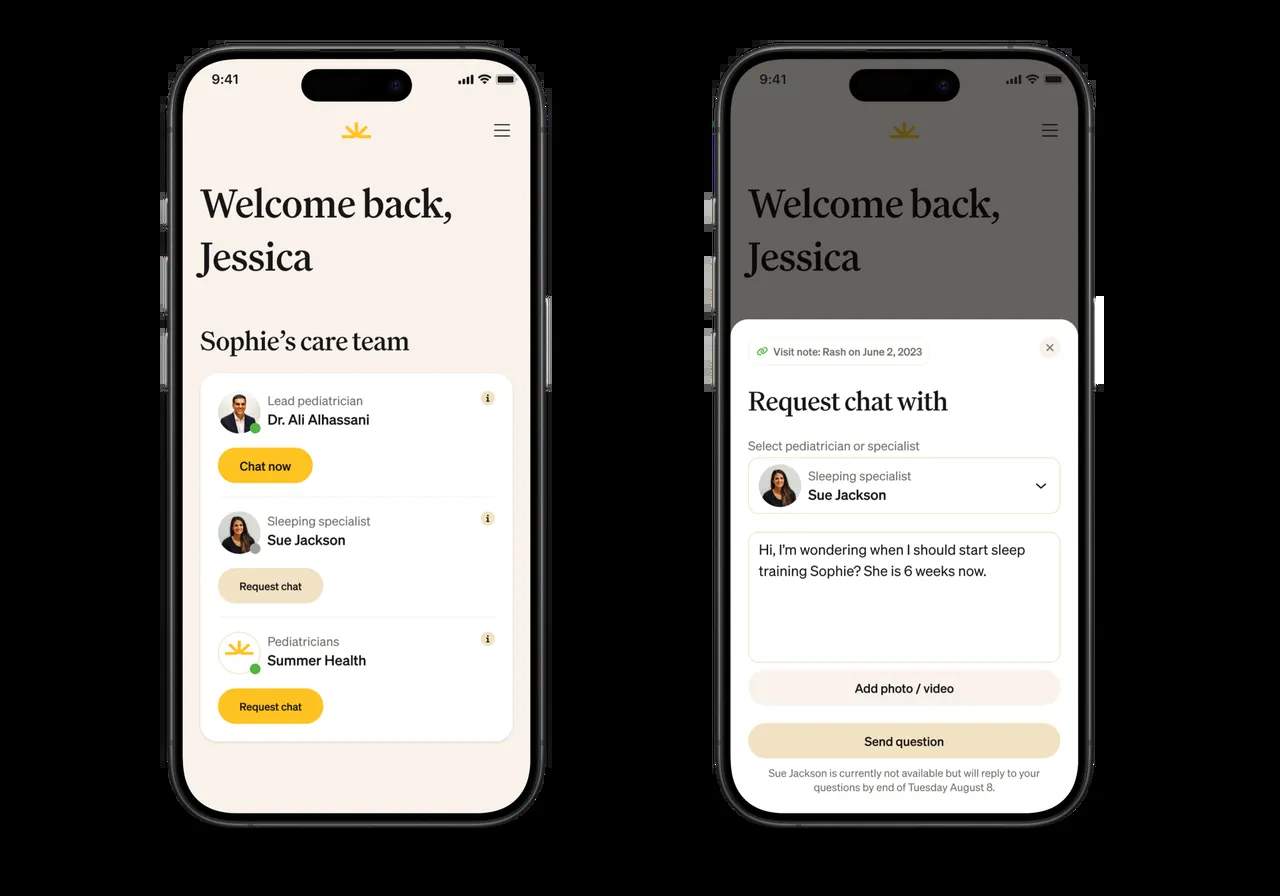 9:41
Welcome back,
Jessica
Sophie’s care team
Lead pediatrician
Dr. Ali Alhassani
Chat now
Sleeping specialist
Sue Jackson
Request chat
Pediatricians
Summer Health
Request chat
9:41
Welcome back,
Jessica
Visit note: Rash on June 2, 2023
Request chat with
Select pediatrician or specialist
Sleeping specialist
Sue Jackson
Hi, I’m wondering when I should start sleep
training Sophie? She is 6 weeks now.
Add photo / video
Send question
Sue Jackson is currently not available but will reply to your
questions by end of Tuesday August 8.